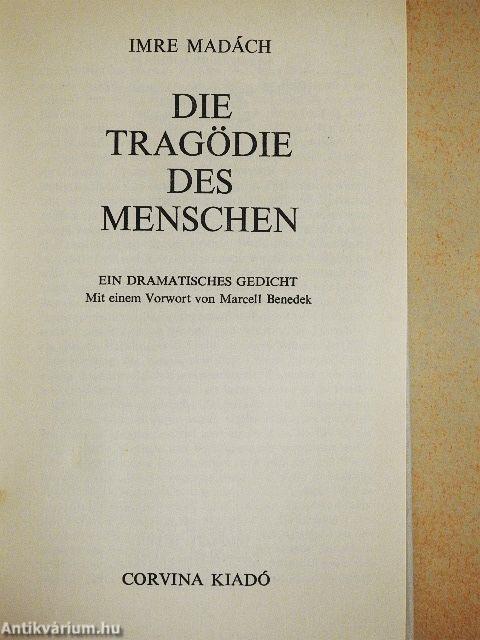 IMRE MADÁCH
DIE
TRAGÖDIE
DES
MENSCHEN
EIN DRAMATISCHES GEDICHT
Mit einem Vorwort von Marcell Benedek
CORVINA KIADÓ
Antikvárium.hu